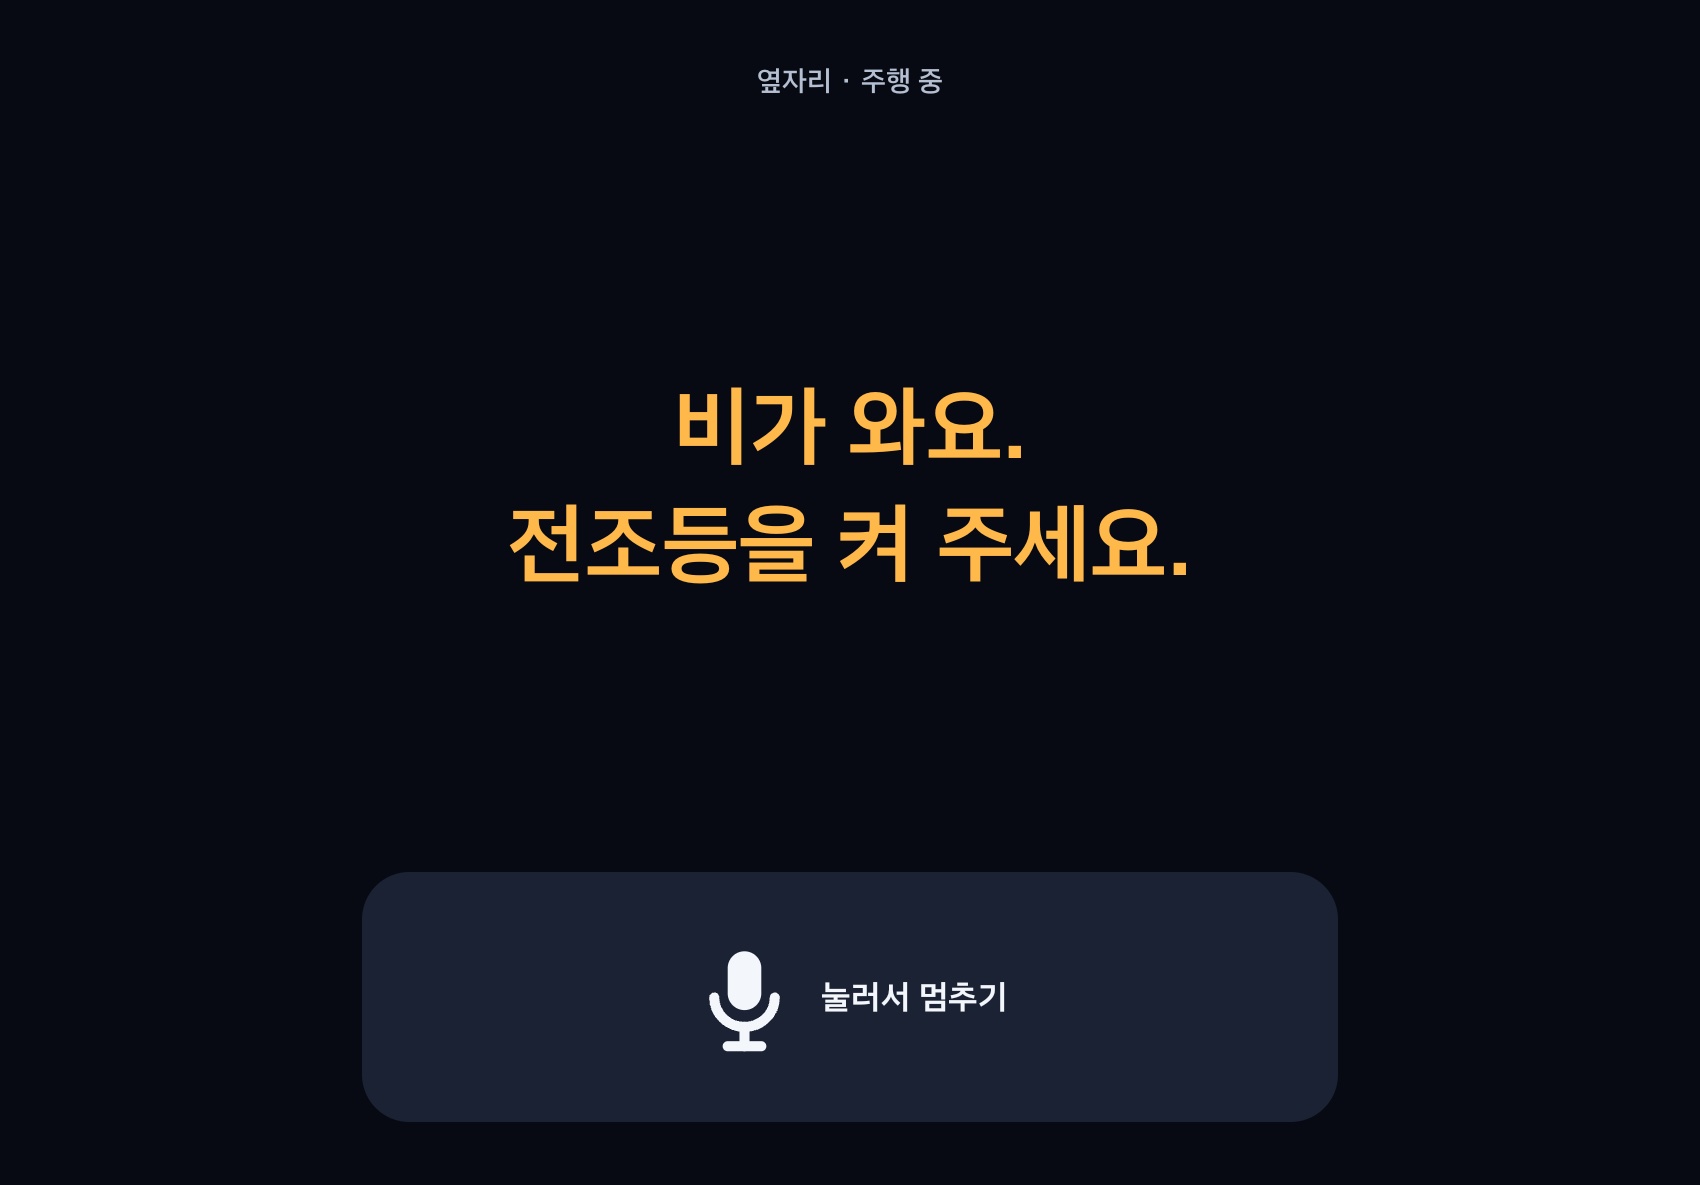 옆자리 · 주행 중
비가 와요.
전조등을 켜 주세요.
눌러서 멈추기